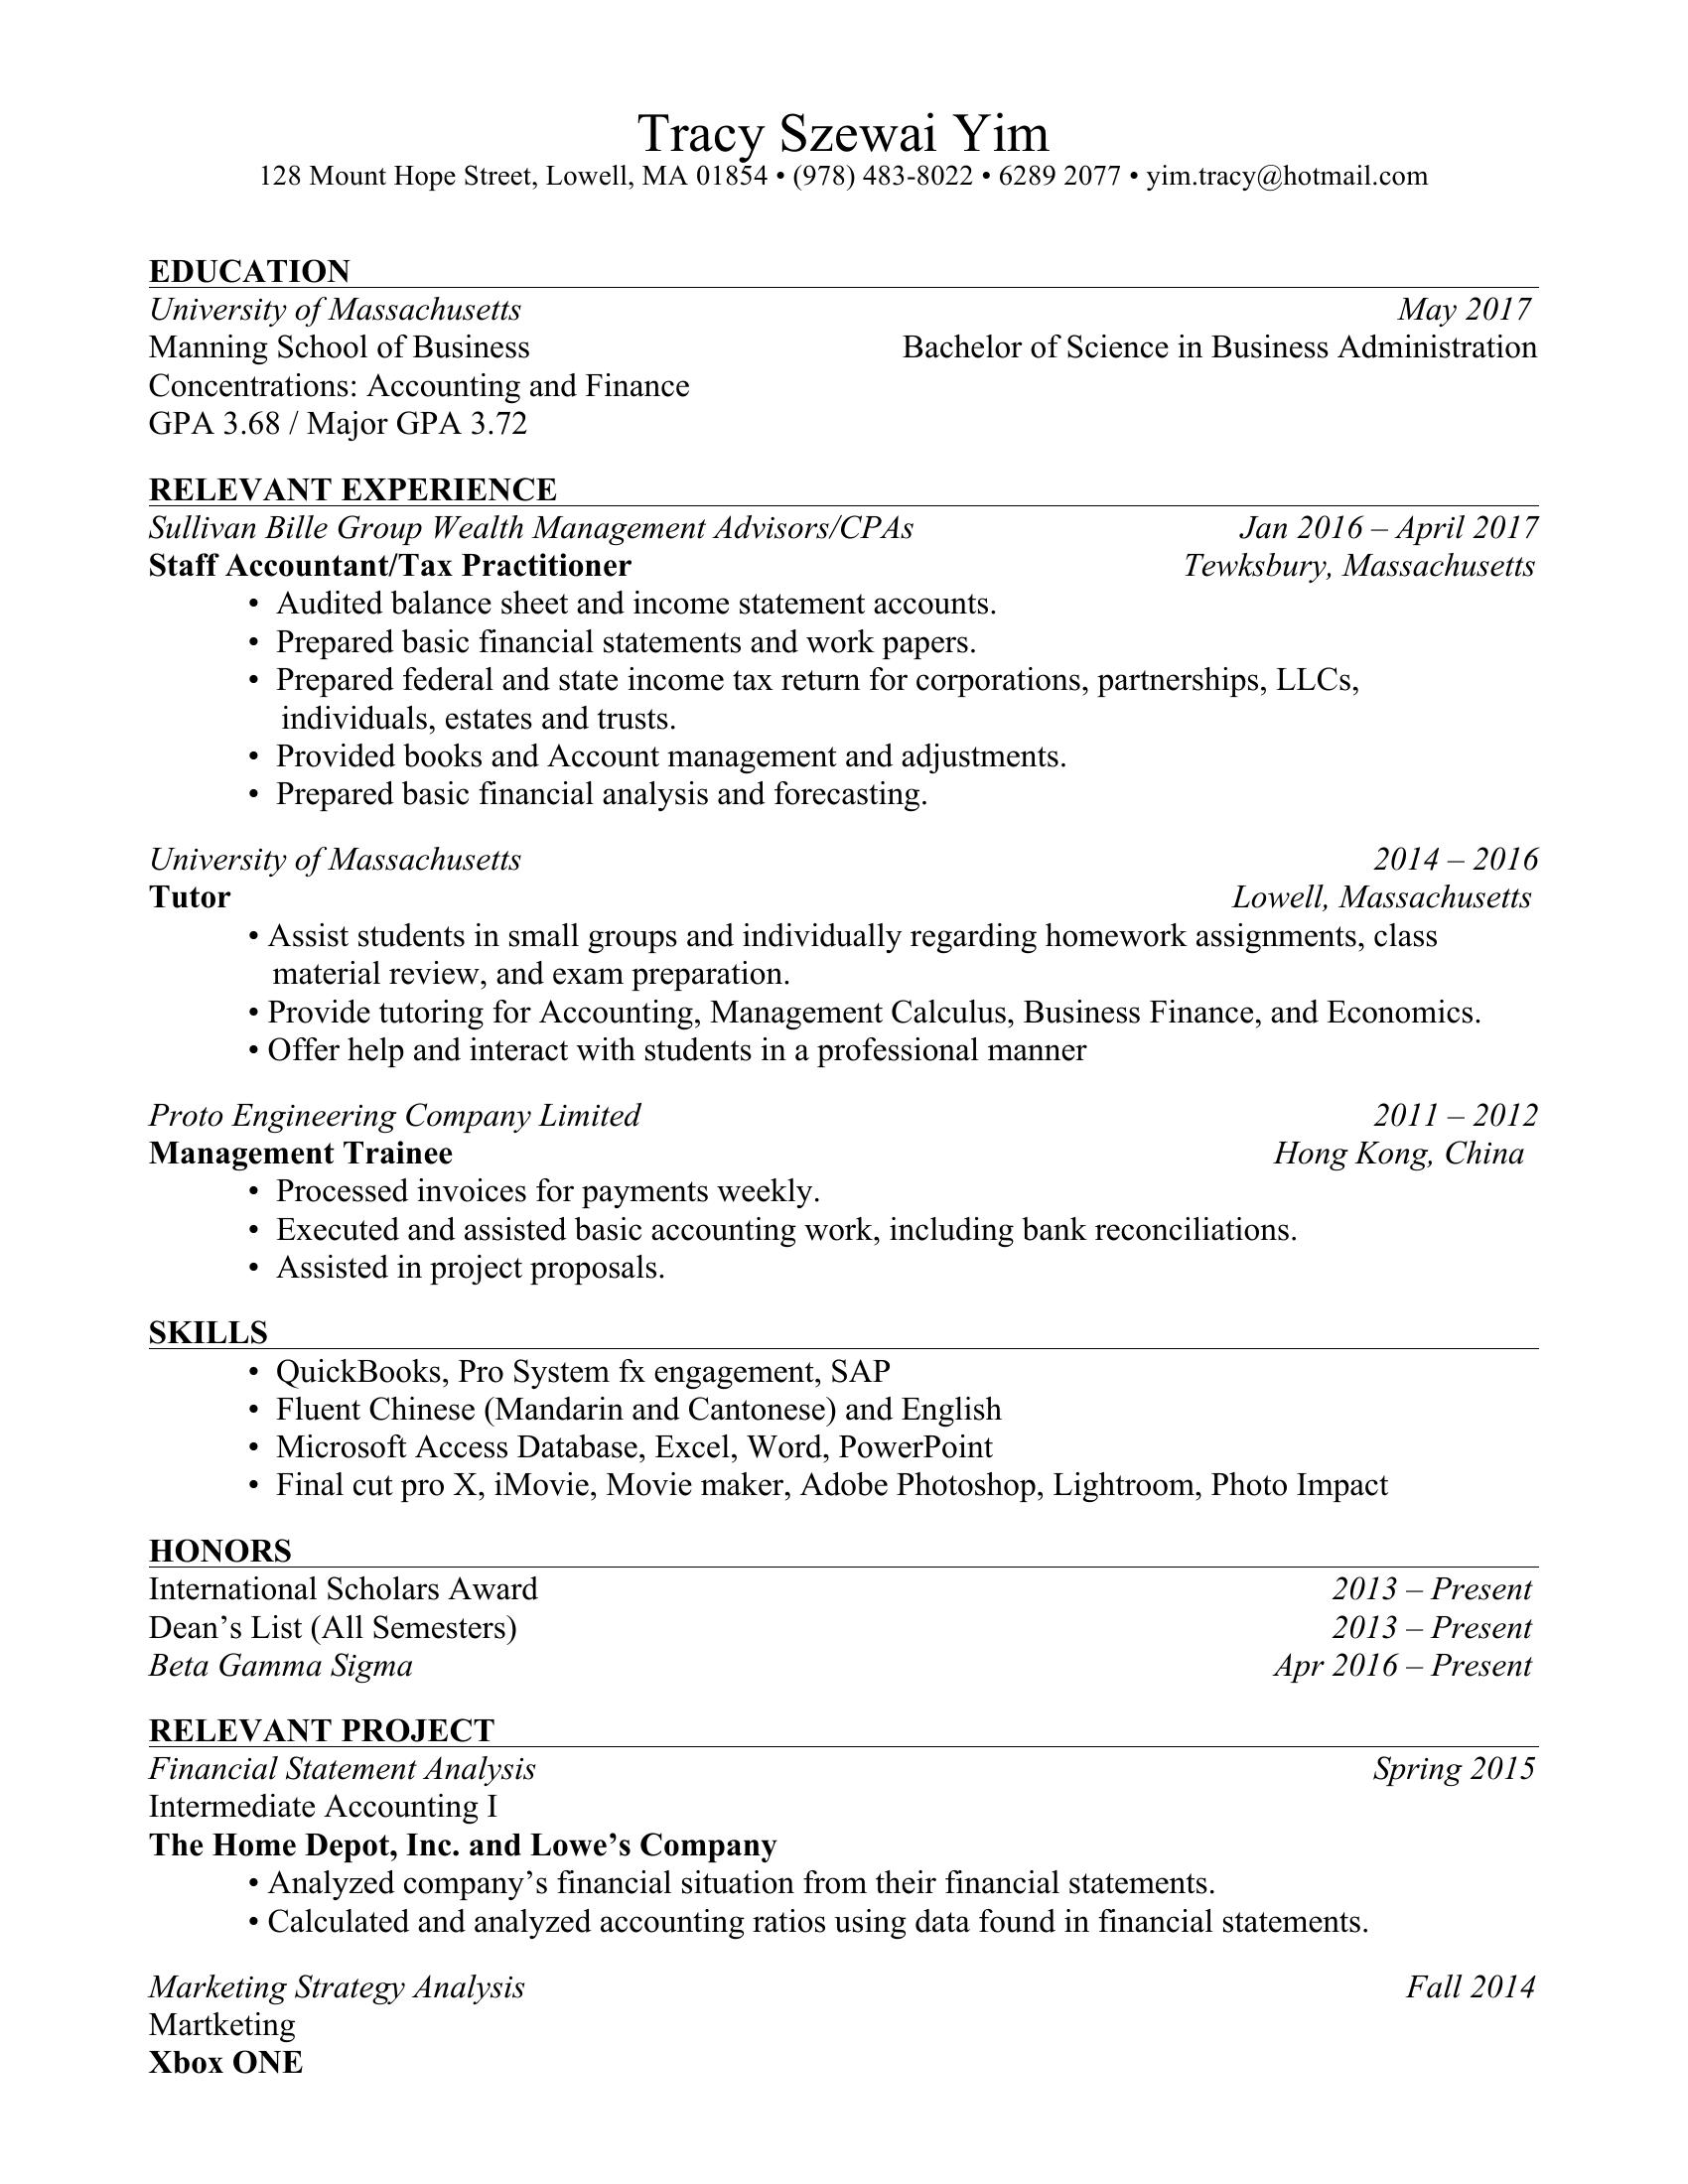 Tracy Szewai Yim
128 Mount Hope Street, Lowell, MA 01854 • (978) 483-8022 • 6289 2077 • yim.tracy@hotmail.com
EDUCATION
University of Massachusetts May 2017
Manning School of Business Bachelor of Science in Business Administration
Concentrations: Accounting and Finance
GPA 3.68 / Major GPA 3.72
RELEVANT EXPERIENCE
Sullivan Bille Group Wealth Management Advisors/CPAs Jan 2016 – April 2017
Staff Accountant/Tax Practitioner Tewksbury, Massachusetts
• Audited balance sheet and income statement accounts.
• Prepared basic financial statements and work papers.
• Prepared federal and state income tax return for corporations, partnerships, LLCs,
individuals, estates and trusts.
• Provided books and Account management and adjustments.
• Prepared basic financial analysis and forecasting.
University of Massachusetts 2014 – 2016
Tutor Lowell, Massachusetts
• Assist students in small groups and individually regarding homework assignments, class
material review, and exam preparation.
• Provide tutoring for Accounting, Management Calculus, Business Finance, and Economics.
• Offer help and interact with students in a professional manner
Proto Engineering Company Limited 2011 – 2012
Management Trainee Hong Kong, China
• Processed invoices for payments weekly.
• Executed and assisted basic accounting work, including bank reconciliations.
• Assisted in project proposals.
SKILLS
• QuickBooks, Pro System fx engagement, SAP
• Fluent Chinese (Mandarin and Cantonese) and English
• Microsoft Access Database, Excel, Word, PowerPoint
• Final cut pro X, iMovie, Movie maker, Adobe Photoshop, Lightroom, Photo Impact
HONORS
International Scholars Award 2013 – Present
Dean’s List (All Semesters) 2013 – Present
Beta Gamma Sigma Apr 2016 – Present
RELEVANT PROJECT
Financial Statement Analysis Spring 2015
Intermediate Accounting I
The Home Depot, Inc. and Lowe’s Company
• Analyzed company’s financial situation from their financial statements.
• Calculated and analyzed accounting ratios using data found in financial statements.
Marketing Strategy Analysis Fall 2014
Martketing
Xbox ONE